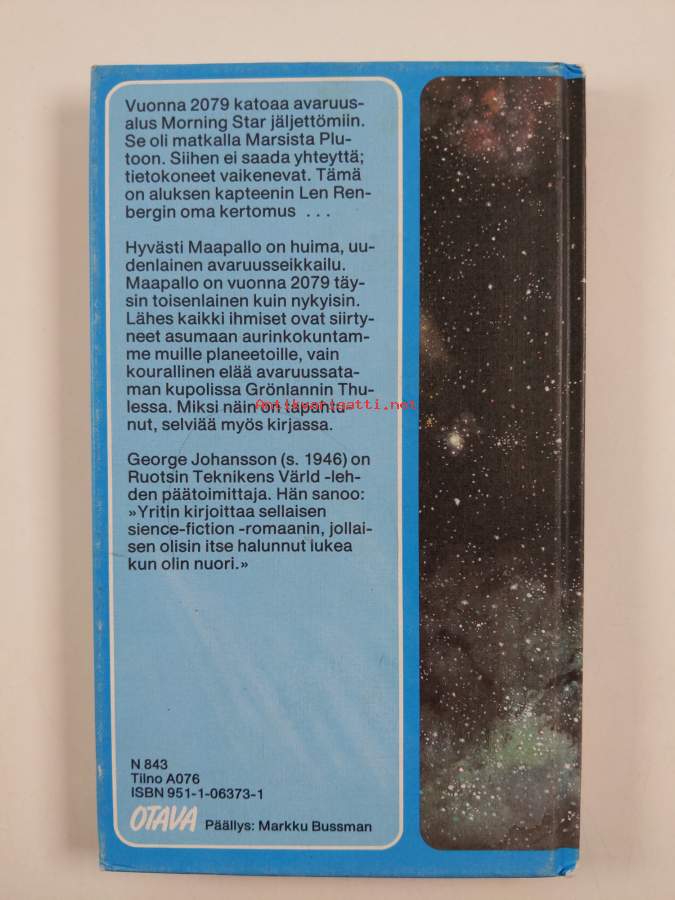 Vuonna 2079 katoaa avaruus-
alus Morning Star jäljettömiin.
Se oli matkalla Marsista Plu-
toon. Siihen ei saada yhteyttä;
tietokoneet vaikenevat. Tämä
on aluksen kapteenin Len Ren-
bergin oma kertomus ...
Hyvästi Maapallo on huima, uu-
denlainen avaruusseikkailu.
Maapallo on vuonna 2079 täy-
sin toisenlainen kuin nykyisin.
Lähes kaikki ihmiset ovat siirty-
neet asumaan aurinkokuntam-
me muille planeetoille, vain
kourallinen elää avaruussata-
man kupolissa Grönlannin Thu-
lessa. Miksi näin on tapahtu-
nut, selviää myös kirjassa.
Antikvariaatti.net
George Johansson (s. 1946) on
Ruotsin Teknikens Värld -leh-
den päätoimittaja. Hän sanoo:
»Yritin kirjoittaa sellaisen
sience-fiction -romaanin, jollai-
sen olisin itse halunnut lukea
kun olin nuori.»
N 843
Tilno A076
ISBN 951-1-06373-1
OTAVA Päällys: Markku Bussman